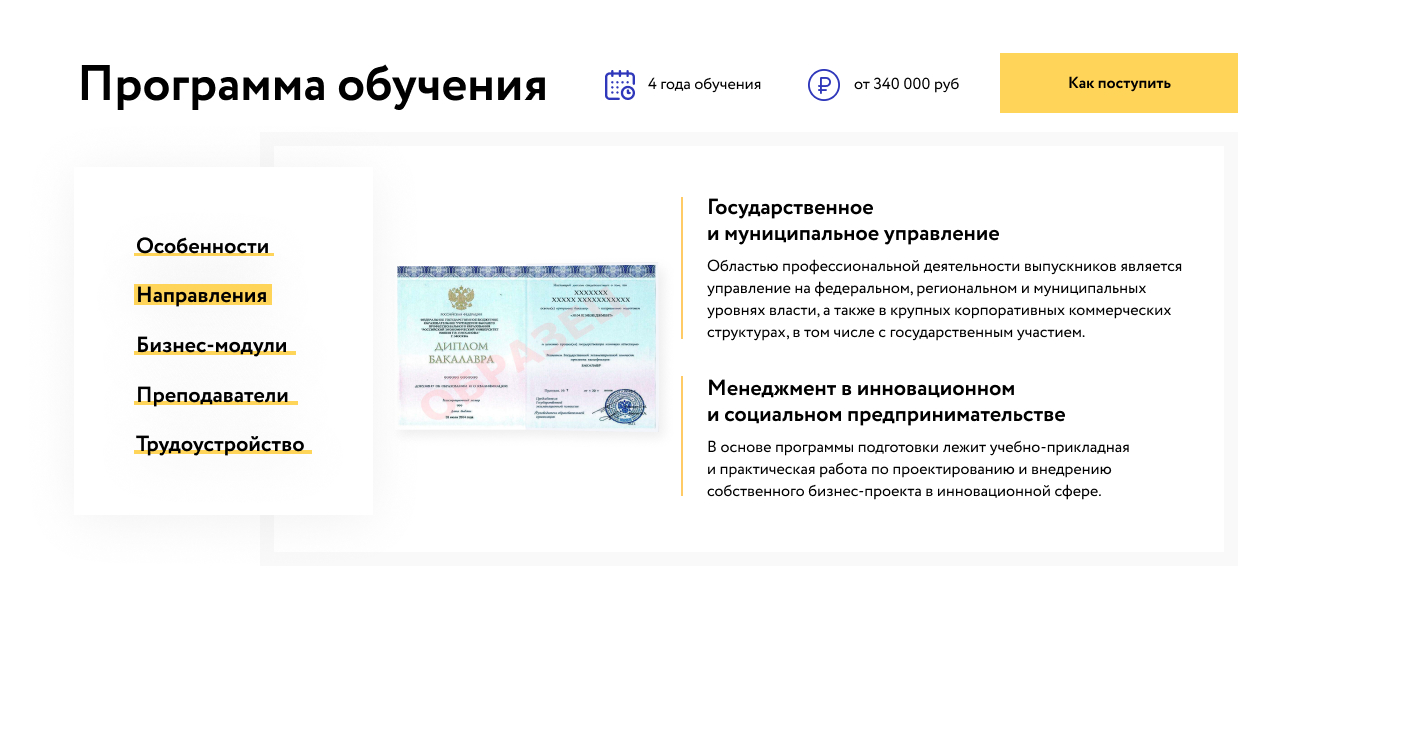 Программа обучения
4 года обучения
от 340 000 руб
Как поступить
Особенности
Направления
Бизнес-модули
Преподаватели
Трудоустройство
РОССИЙСКАЯ ФЕДЕРАЦИЯ
ДИПЛОМ
БАКАЛАВРА
ОБРАЗЕЦ
XXXXXXX
XXXXX XXXXXXXXXXX
БАКАЛАВР
Государственное
и муниципальное управление
Областью профессиональной деятельности выпускников является
управление на федеральном, региональном и муниципальных
уровнях власти, а также в крупных корпоративных коммерческих
структурах, в том числе с государственным участием.
Менеджмент в инновационном
и социальном предпринимательстве
В основе программы подготовки лежит учебно-прикладная
и практическая работа по проектированию и внедрению
собственного бизнес-проекта в инновационной сфере.